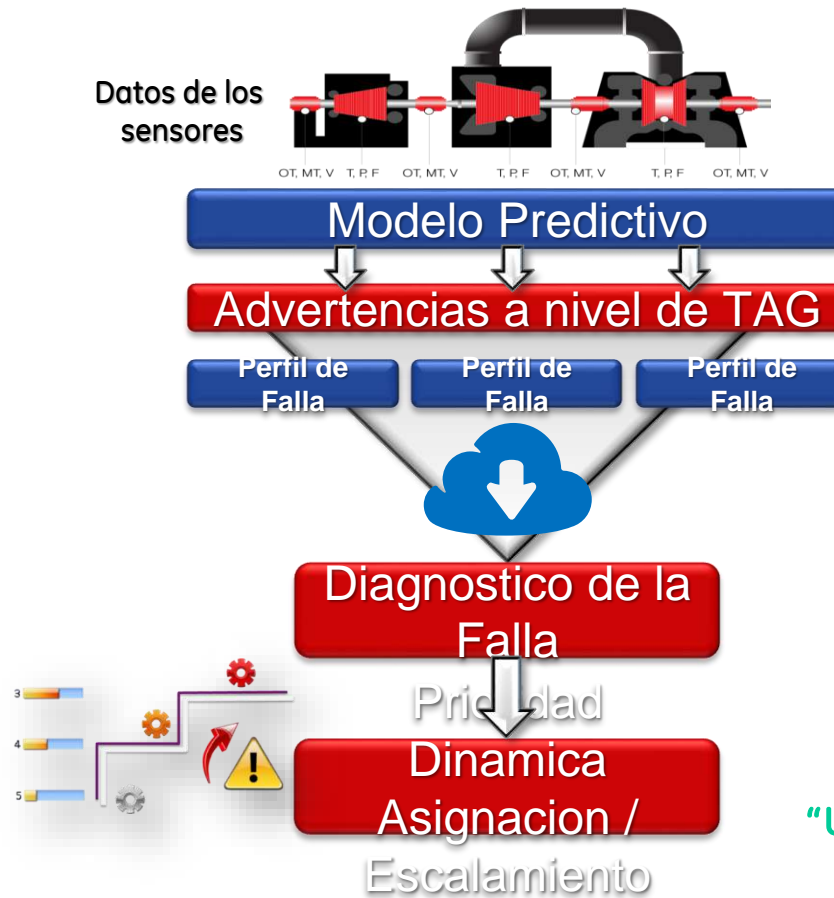 Datos de los
sensores
OT, MT, V T, P, F OT, MT, V T, P, F OT, MT, V T, P, F OT, MT, V
Modelo Predictivo
Advertencias a nivel de TAG
Perfil de
Falla
Perfil de
Falla
Perfil de
Falla
Diagnostico de la
Falla
Prioridad
Dinamica
Asignacion /
Escalamiento
3
4
5
"U